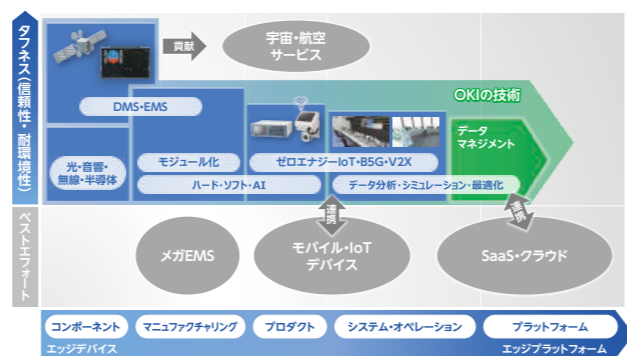 タフネス(信頼性・耐環境性)
ベストエフォート
貢献
宇宙・航空
サービス
OKIの技術
DMS・EMS
データ
マネジメント
光・音響・
無線・半導体
モジュール化
ゼロエナジーIoT・B5G・V2X
ハード・ソフト・AI
データ分析・シミュレーション・最適化
連携
連携
メガEMS
モバイル・IoT
デバイス
SaaS・クラウド
コンポーネント
マニュファクチャリング
プロダクト
システム・オペレーション
プラットフォーム
エッジデバイス
エッジプラットフォーム